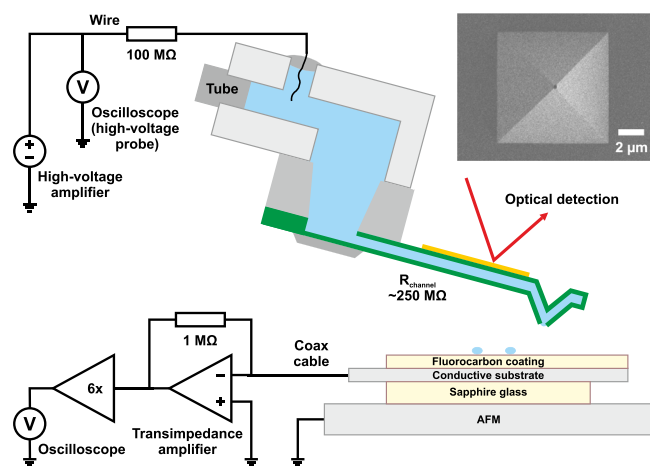 Wire
100 MΩ
V
Oscilloscope
(high-voltage
probe)
High-voltage
amplifier
Tube
2 µm
Optical detection
Rchannel
~250 MΩ
1 MΩ
Coax
cable
6x
V
Oscilloscope
Transimpedance
amplifier
Fluorocarbon coating
Conductive substrate
Sapphire glass
AFM